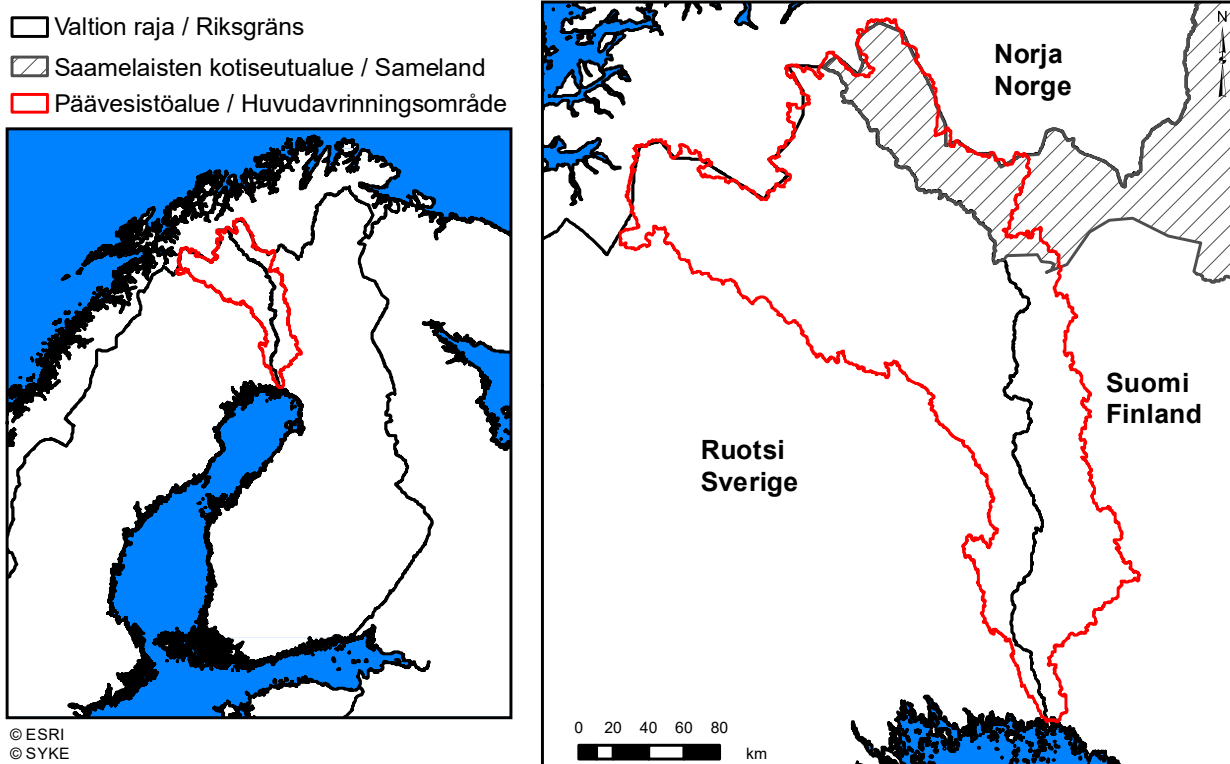 Valtion raja / Riksgräns
Saamelaisten kotiseutualue / Sameland
Päävesistöalue / Huvudavrinningsområde
© ESRI
© SYKE
N
Norja
Norge
Suomi
Finland
Ruotsi
Sverige
0 20 40 60 80
km